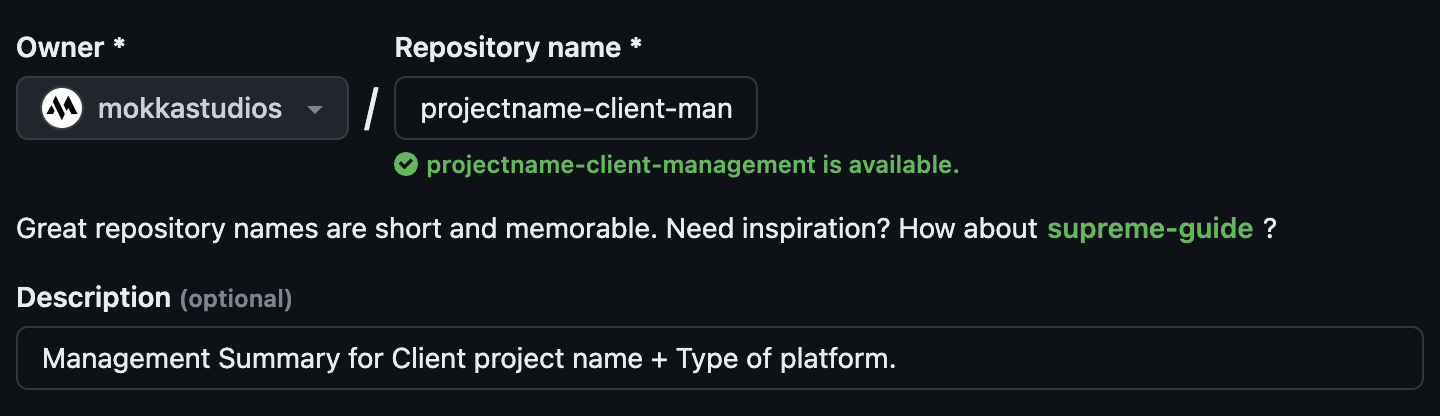 Owner *
Repository name *
mokkastudios
/
projectname-client-man
projectname-client-management is available.
Great repository names are short and memorable. Need inspiration? How about supreme-guide ?
Description (optional)
Management Summary for Client project name + Type of platform.